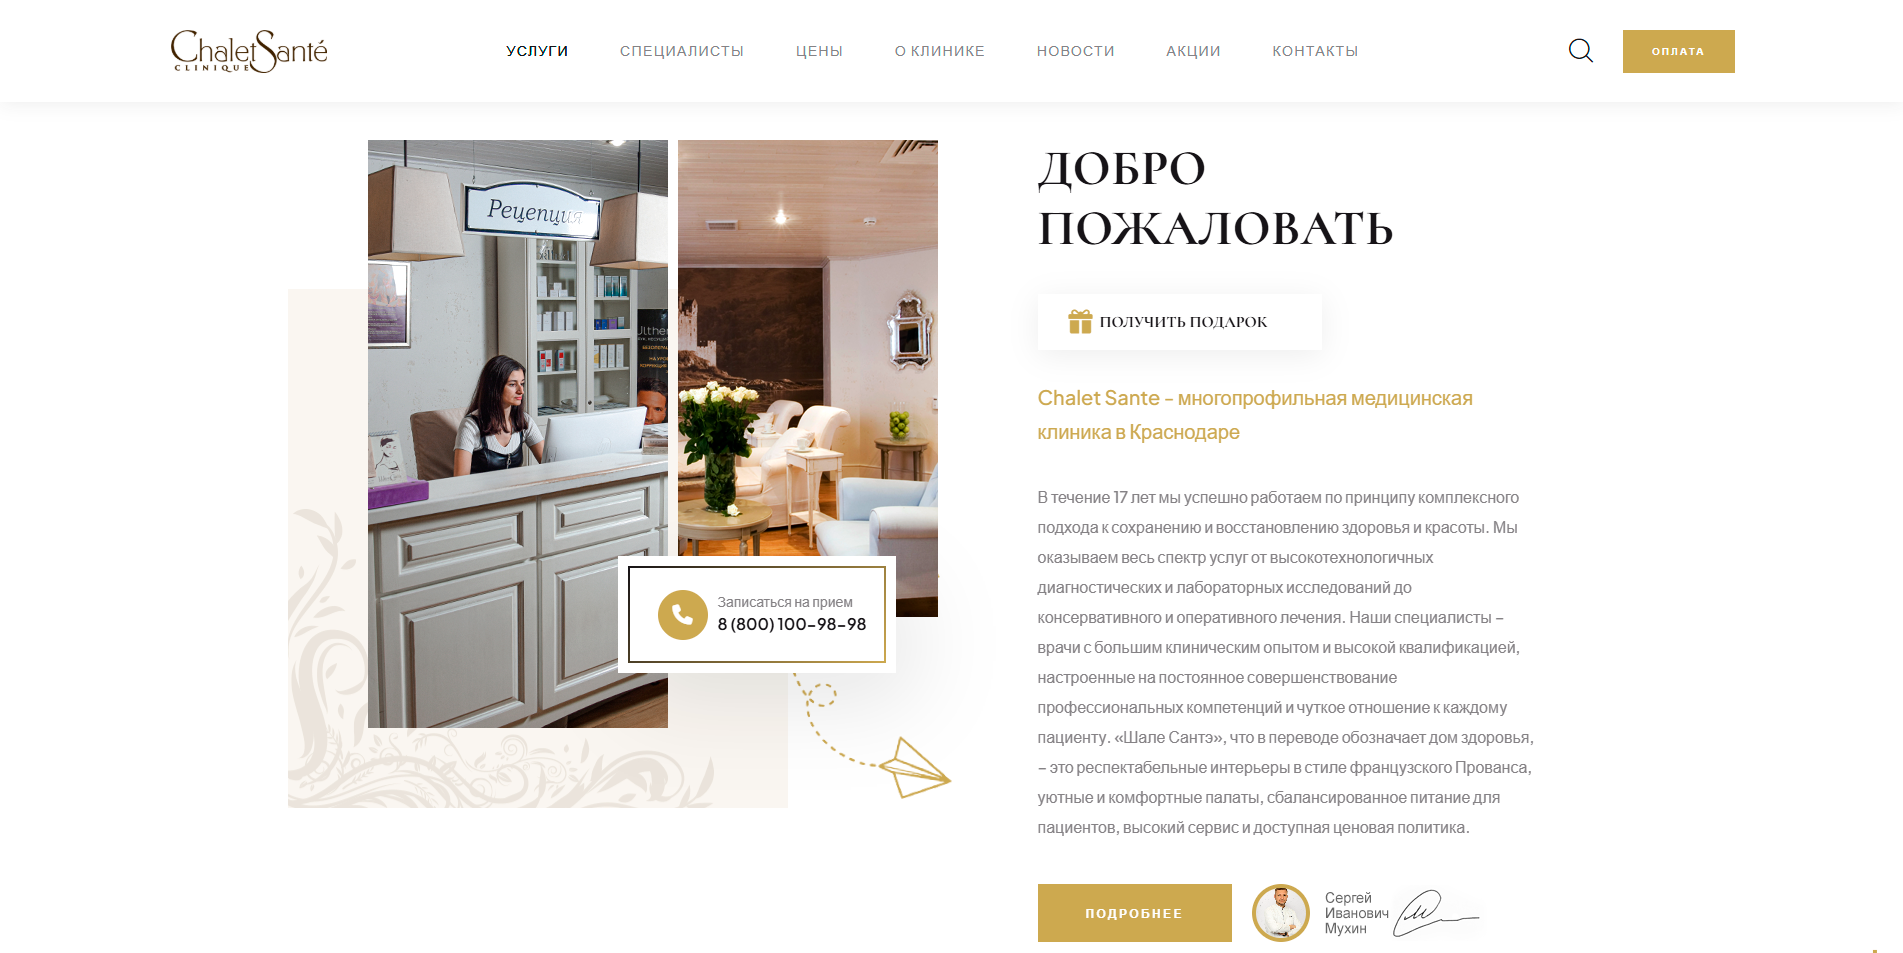 ChaletSanté
CLINIQUE
УСЛУГИ
СПЕЦИАЛИСТЫ
ЦЕНЫ
О КЛИНИКЕ
НОВОСТИ
АКЦИИ
КОНТАКТЫ
ОПЛАТА
Рецепция
Ulthera
Записаться на прием
8 (800) 100-98-98
ДОБРО
ПОЖАЛОВАТЬ
ПОЛУЧИТЬ ПОДАРОК
Chalet Sante - многопрофильная медицинская
клиника в Краснодаре
В течение 17 лет мы успешно работаем по принципу комплексного
подхода к сохранению и восстановлению здоровья и красоты. Мы
оказываем весь спектр услуг от высокотехнологичных
диагностических и лабораторных исследований до
консервативного и оперативного лечения. Наши специалисты –
врачи с большим клиническим опытом и высокой квалификацией,
настроенные на постоянное совершенствование
профессиональных компетенций и чуткое отношение к каждому
пациенту. «Шале Сантэ», что в переводе обозначает дом здоровья,
– это респектабельные интерьеры в стиле французского Прованса,
уютные и комфортные палаты, сбалансированное питание для
пациентов, высокий сервис и доступная ценовая политика.
ПОДРОБНЕЕ
Сергей
Иванович
Мухин